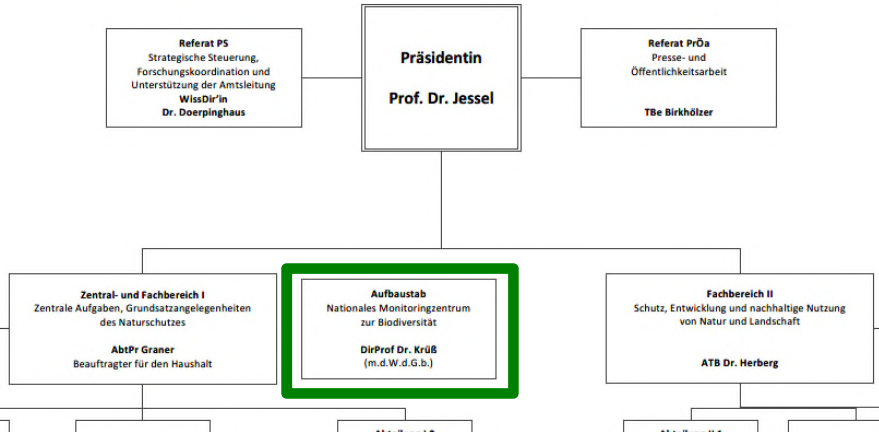 Referat PS
Strategische Steuerung,
Forschungskoordination und
Unterstützung der Amtsleitung
WissDir'in
Dr. Doerpinghaus
Präsidentin
Prof. Dr. Jessel
Referat PrÖa
Presse- und
Öffentlichkeitsarbeit
TBe Birkhölzer
Zentral- und Fachbereich I
Zentrale Aufgaben, Grundsatzangelegenheiten
des Naturschutzes
AbtPr Graner
Beauftragter für den Haushalt
Aufbaustab
Nationales Monitoringzentrum
zur Biodiversität
DirProf Dr. Krüß
(m.d.W.d.G.b.)
Fachbereich II
Schutz, Entwicklung und nachhaltige Nutzung
von Natur und Landschaft
ATB Dr. Herberg